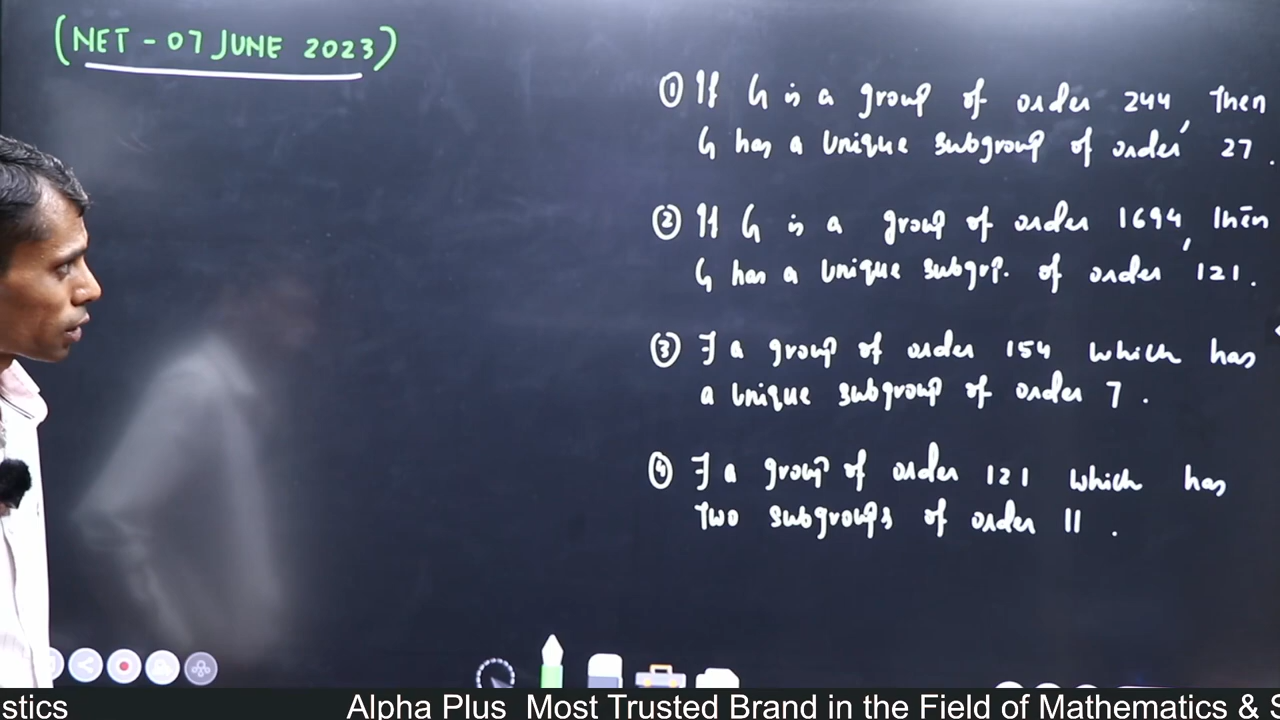 (NET - 07 JUNE 2023)
① If G is a group of order 244, Then
G has a unique subgroup of order 27.
② If G is a group of order 1694, Then
G has a unique subgrp. of order 121.
③ ∃ a group of order 154 which has
a unique subgroup of order 7.
④ ∃ a group of order 121 which has
Two subgroups of order 11.
stics Alpha Plus Most Trusted Brand in the Field of Mathematics & S